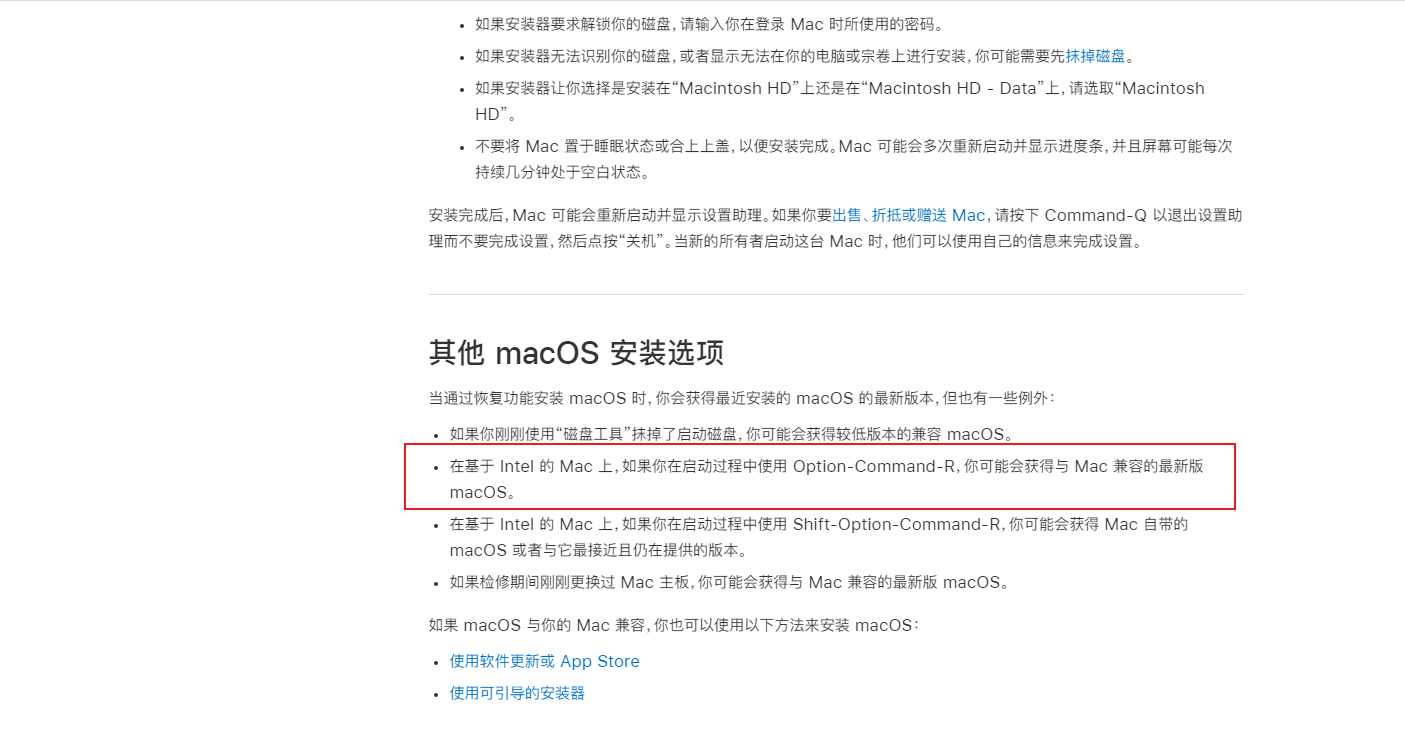 如果安装器要求解锁你的磁盘，请输入你在登录 Mac 时所使用的密码。
如果安装器无法识别你的磁盘，或者显示无法在你的电脑或宗卷上进行安装，你可能需要先抹掉磁盘。
如果安装器让你选择是安装在“Macintosh HD”上还是在“Macintosh HD - Data”上，请选取“Macintosh
HD”。
不要将 Mac 置于睡眠状态或合上上盖，以便安装完成。Mac 可能会多次重新启动并显示进度条，并且屏幕可能每次
持续几分钟处于空白状态。
安装完成后，Mac 可能会重新启动并显示设置助理。如果你要出售、折抵或赠送 Mac，请按下 Command-Q 以退出设置助
理而不要完成设置，然后点按“关机”。当新的所有者启动这台 Mac 时，他们可以使用自己的信息来完成设置。
其他 macOS 安装选项
当通过恢复功能安装 macOS 时，你会获得最近安装的 macOS 的最新版本，但也有一些例外：
如果你刚刚使用“磁盘工具”抹掉了启动磁盘，你可能会获得较低版本的兼容 macOS。
在基于 Intel 的 Mac 上，如果你在启动过程中使用 Option-Command-R，你可能会获得与 Mac 兼容的最新版
macOS。
在基于 Intel 的 Mac 上，如果你在启动过程中使用 Shift-Option-Command-R，你可能会获得 Mac 自带的
macOS 或者与它最接近且仍在提供的版本。
如果检修期间刚刚更换过 Mac 主板，你可能会获得与 Mac 兼容的最新版 macOS。
如果 macOS 与你的 Mac 兼容，你也可以使用以下方法来安装 macOS：
使用软件更新或 App Store
使用可引导的安装器